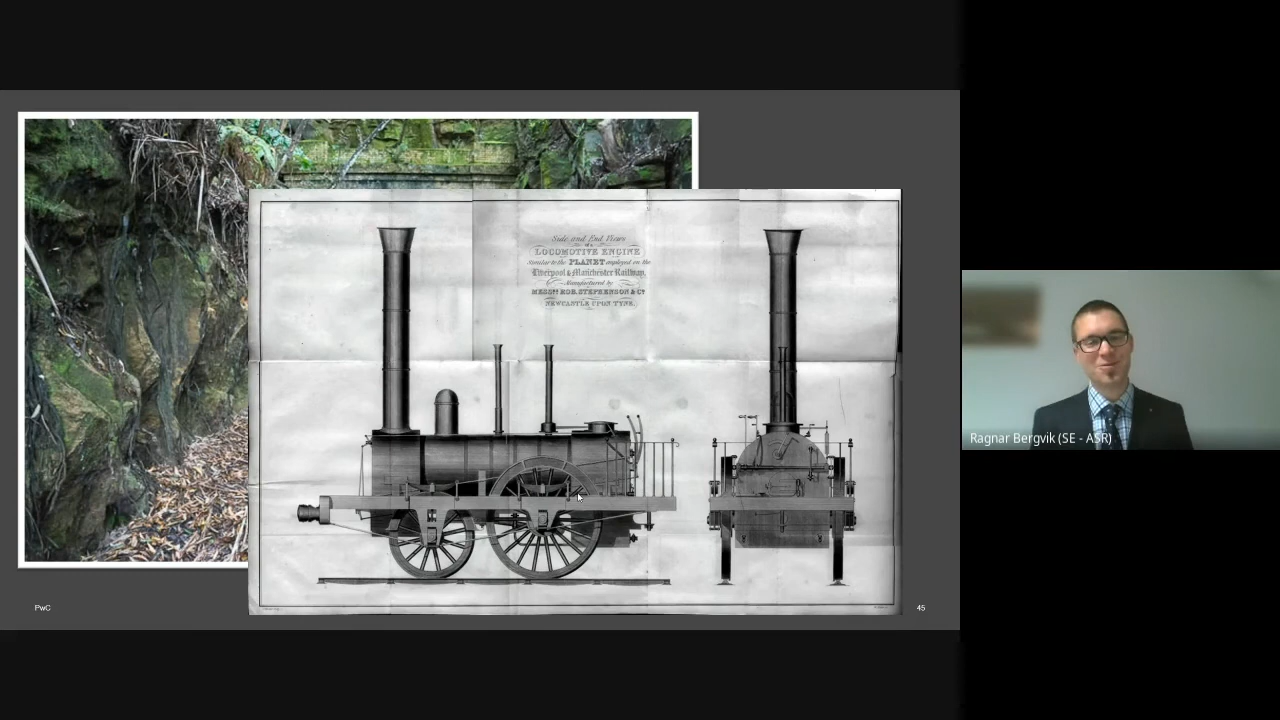 Side and End Views
of a
LOCOMOTIVE ENGINE
Similar to the PLANET employed on the
Liverpool & Manchester Railway,
Manufactured by
MESSRS ROB. STEPHENSON & Co
NEWCASTLE UPON TYNE.
Ragnar Bergvik (SE - ASR)
PwC
45